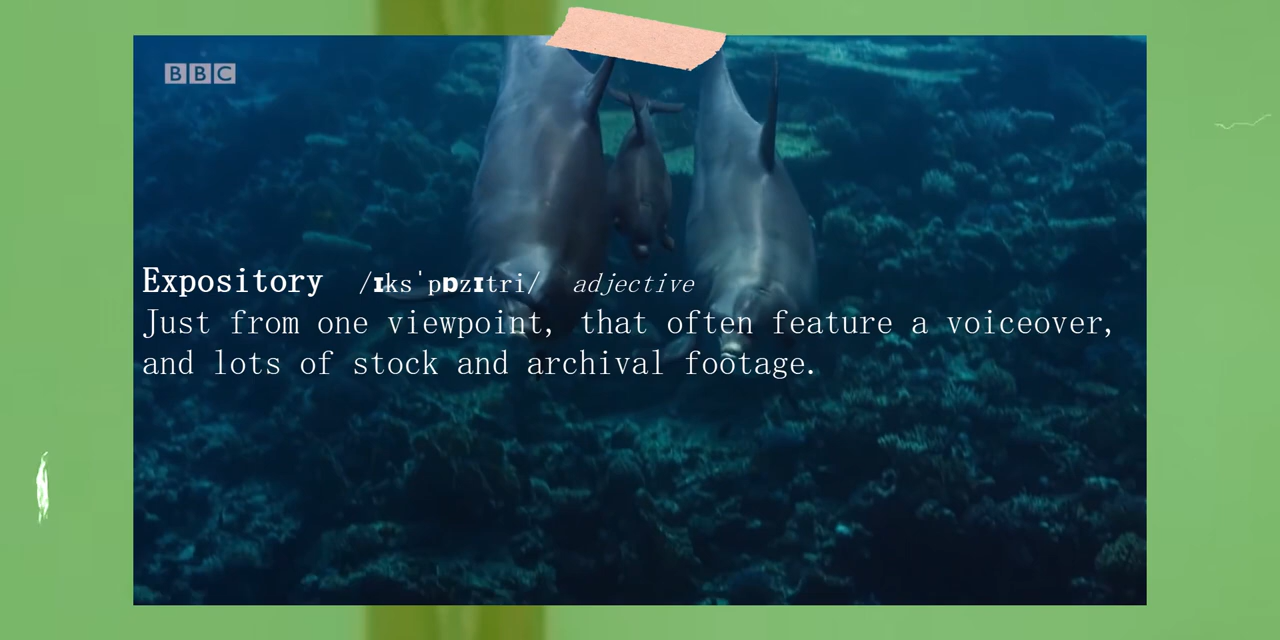 BBC
Expository /ɪksˈpɒzɪtri/ adjective
Just from one viewpoint, that often feature a voiceover,
and lots of stock and archival footage.